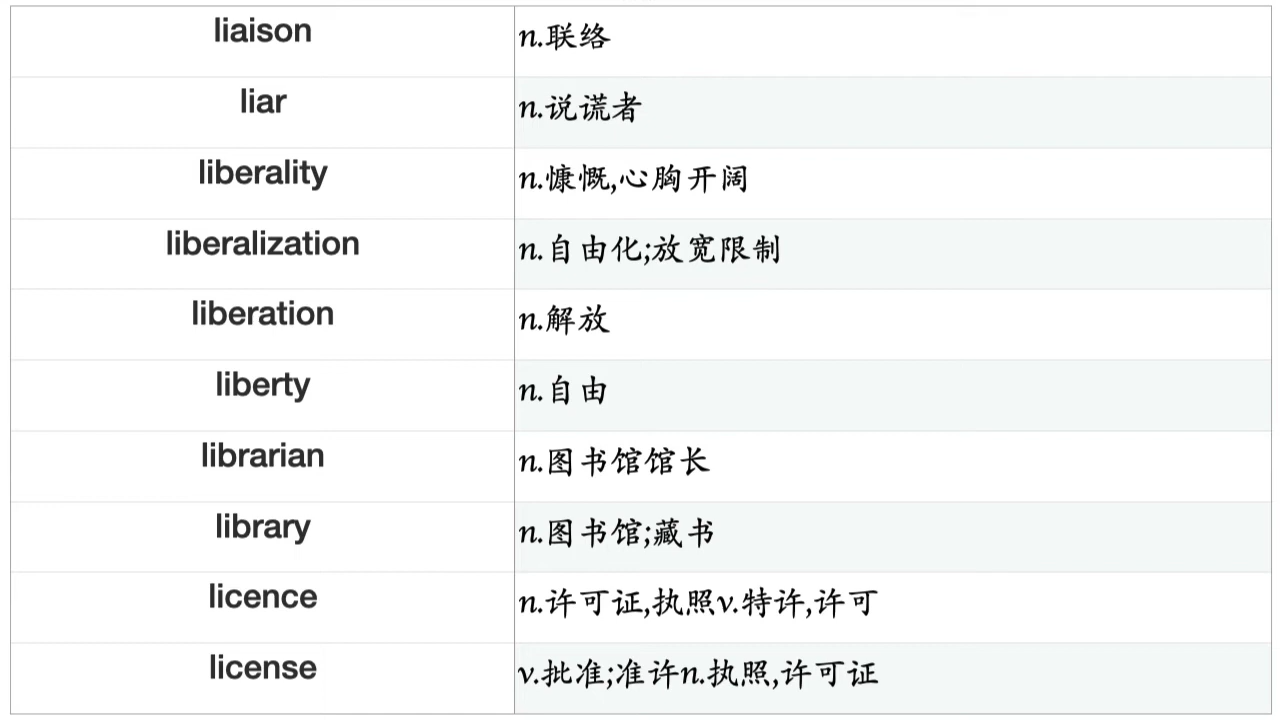 liaison n.联络
liar n.说谎者
liberality n.慷慨,心胸开阔
liberalization n.自由化;放宽限制
liberation n.解放
liberty n.自由
librarian n.图书馆馆长
library n.图书馆;藏书
licence n.许可证,执照v.特许,许可
license v.批准;准许n.执照,许可证